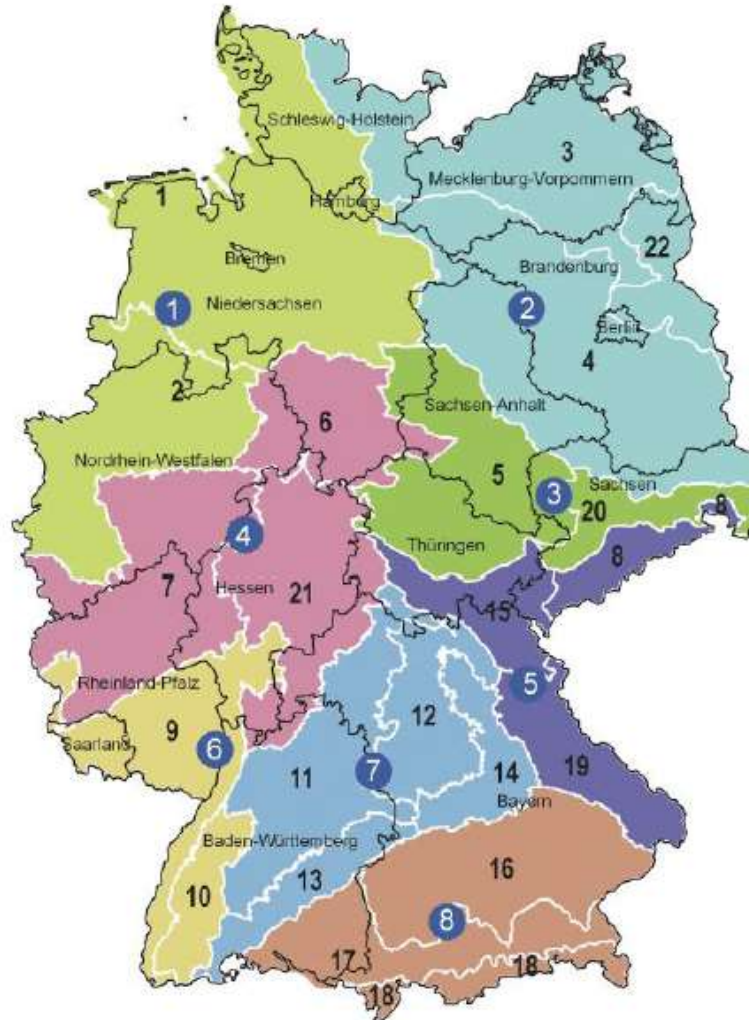 Schleswig-Holstein
3
Mecklenburg-Vorpommern
1
Hamburg
22
Bremen
Brandenburg
1
Niedersachsen
2
Berlin
4
2
6
Sachsen-Anhalt
Nordrhein-Westfalen
5
3
Sachsen
8
20
4
Thüringen
8
7
Hessen
21
15
Rheinland-Pfalz
5
12
Saarland
9
6
7
11
14
19
Bayern
Baden-Württemberg
16
10
13
8
17
18
18